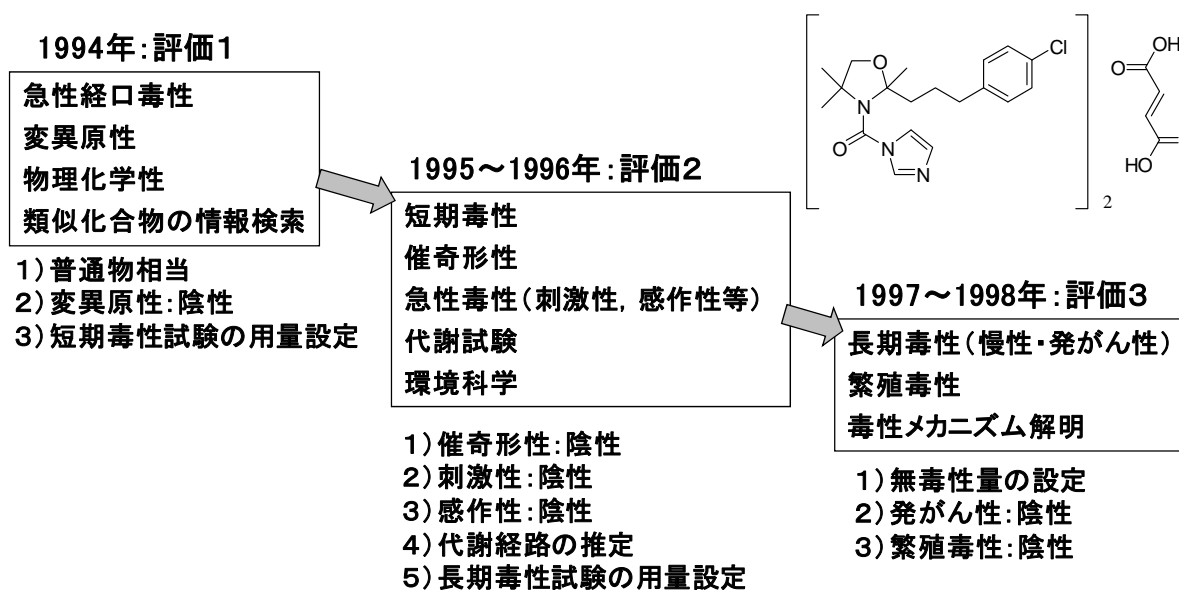 1994年：評価1
急性経口毒性
変異原性
物理化学性
類似化合物の情報検索
1）普通物相当
2）変異原性：陰性
3）短期毒性試験の用量設定
1995～1996年：評価2
短期毒性
催奇形性
急性毒性（刺激性，感作性等）
代謝試験
環境科学
1）催奇形性：陰性
2）刺激性：陰性
3）感作性：陰性
4）代謝経路の推定
5）長期毒性試験の用量設定
O
Cl
N
O
N
N
2
OH
O
HO
1997～1998年：評価3
長期毒性（慢性・発がん性）
繁殖毒性
毒性メカニズム解明
1）無毒性量の設定
2）発がん性：陰性
3）繁殖毒性：陰性